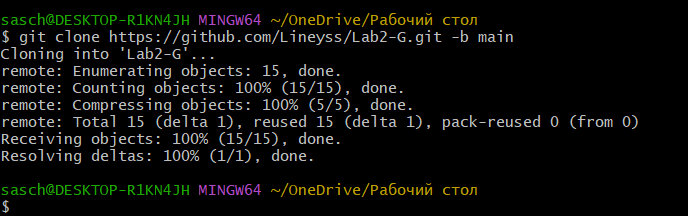 sasch@DESKTOP-R1KN4JH MINGW64 ~/OneDrive/Рабочий стол
$ git clone https://github.com/Lineyss/Lab2-G.git -b main
Cloning into 'Lab2-G'...
remote: Enumerating objects: 15, done.
remote: Counting objects: 100% (15/15), done.
remote: Compressing objects: 100% (5/5), done.
remote: Total 15 (delta 1), reused 15 (delta 1), pack-reused 0 (from 0)
Receiving objects: 100% (15/15), done.
Resolving deltas: 100% (1/1), done.
sasch@DESKTOP-R1KN4JH MINGW64 ~/OneDrive/Рабочий стол
$